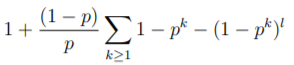 1 + \frac{(1 - p)}{p} \sum_{k \geq 1} 1 - p^k - (1 - p^k)^l